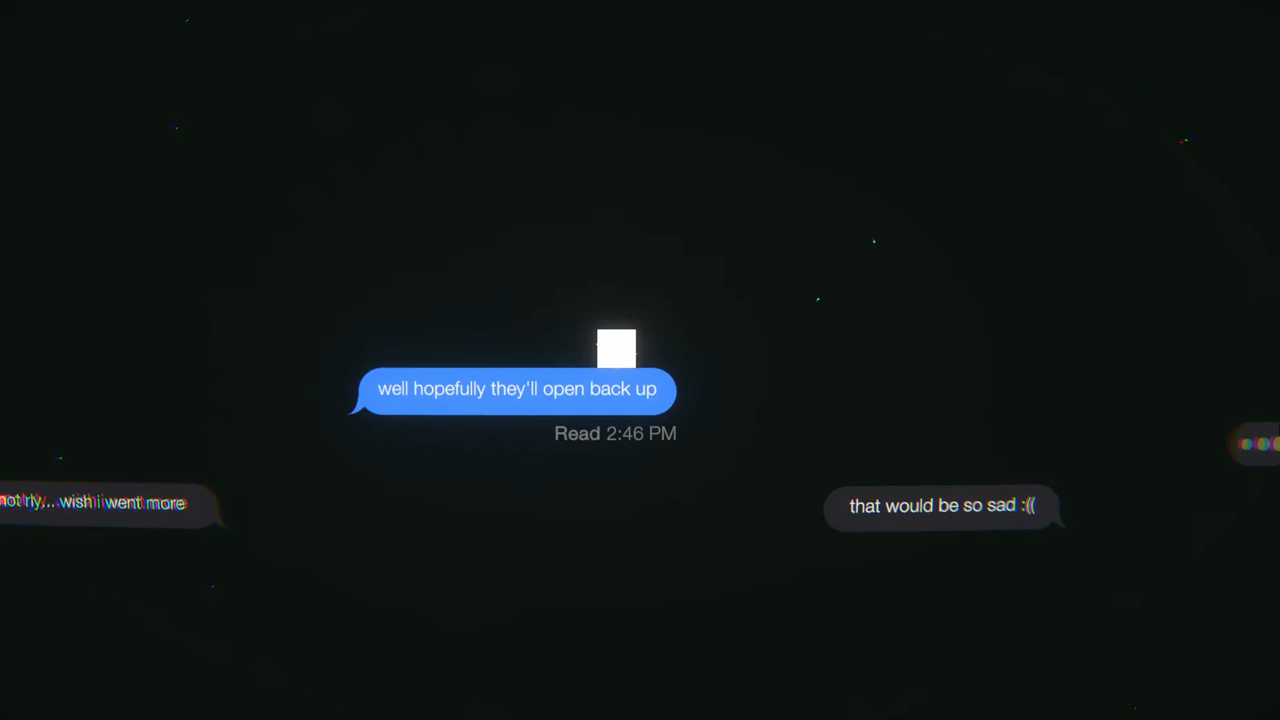 well hopefully they'll open back up
Read 2:46 PM
not rly... wish i went more
that would be so sad :((